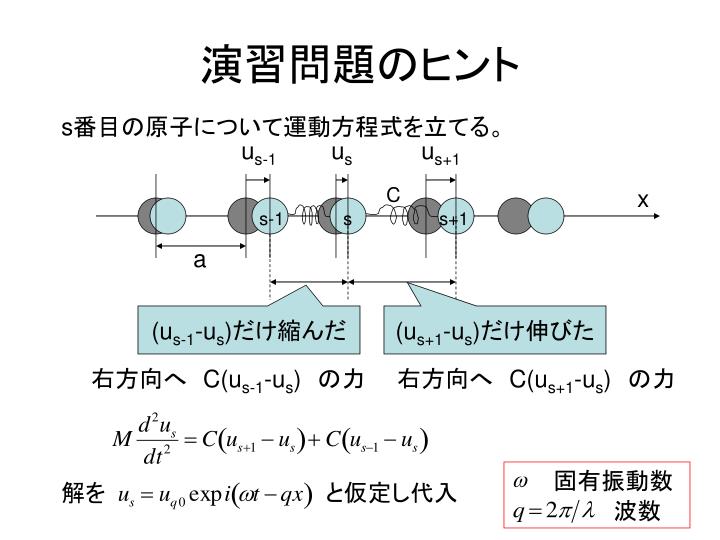 演習問題のヒント
s番目の原子について運動方程式を立てる。
u_{s-1} u_s u_{s+1}
C
x
s-1 s s+1
a
(u_{s-1}-u_s)だけ縮んだ (u_{s+1}-u_s)だけ伸びた
右方向へ C(u_{s-1}-u_s) の力 右方向へ C(u_{s+1}-u_s) の力
M \frac{d^2u_s}{dt^2} = C(u_{s+1} - u_s) + C(u_{s-1} - u_s)
解を u_s = u_{q0} exp i(ωt - qx) と仮定し代入
ω 固有振動数
q = 2π/λ 波数